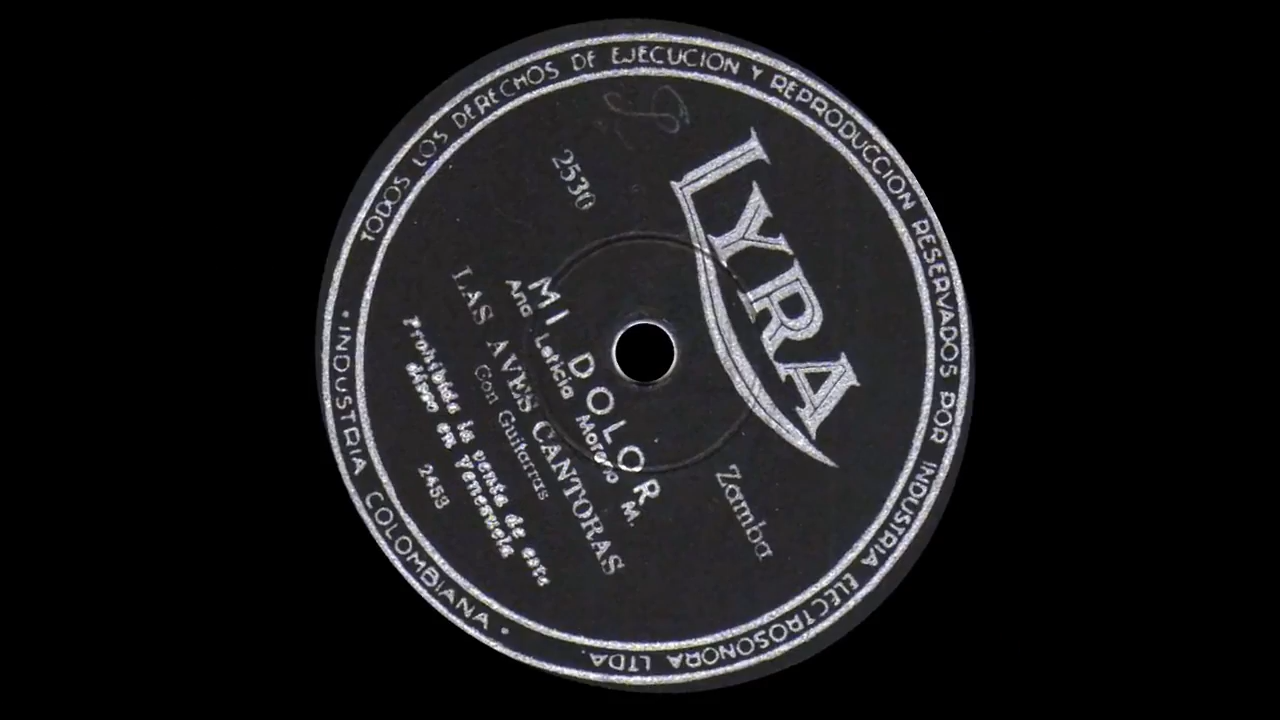 TODOS LOS DERECHOS DE EJECUCION Y REPRODUCCION RESERVADOS POR INDUSTRIA ELECTROSONORA LTDA.
• INDUSTRIA COLOMBIANA •
LYRA
2530
Zamba
MI DOLOR
Ana Leticia Moreno M.
LAS AVES CANTORAS
Con Guitarras
Prohibida la venta de este
disco en Venezuela
2453